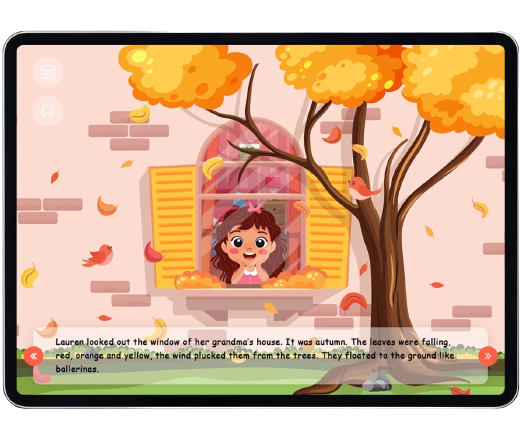 Lauren looked out the window of her grandma's house. It was autumn. The leaves were falling,
red, orange and yellow, the wind plucked them from the trees. They floated to the ground like
ballerinas.